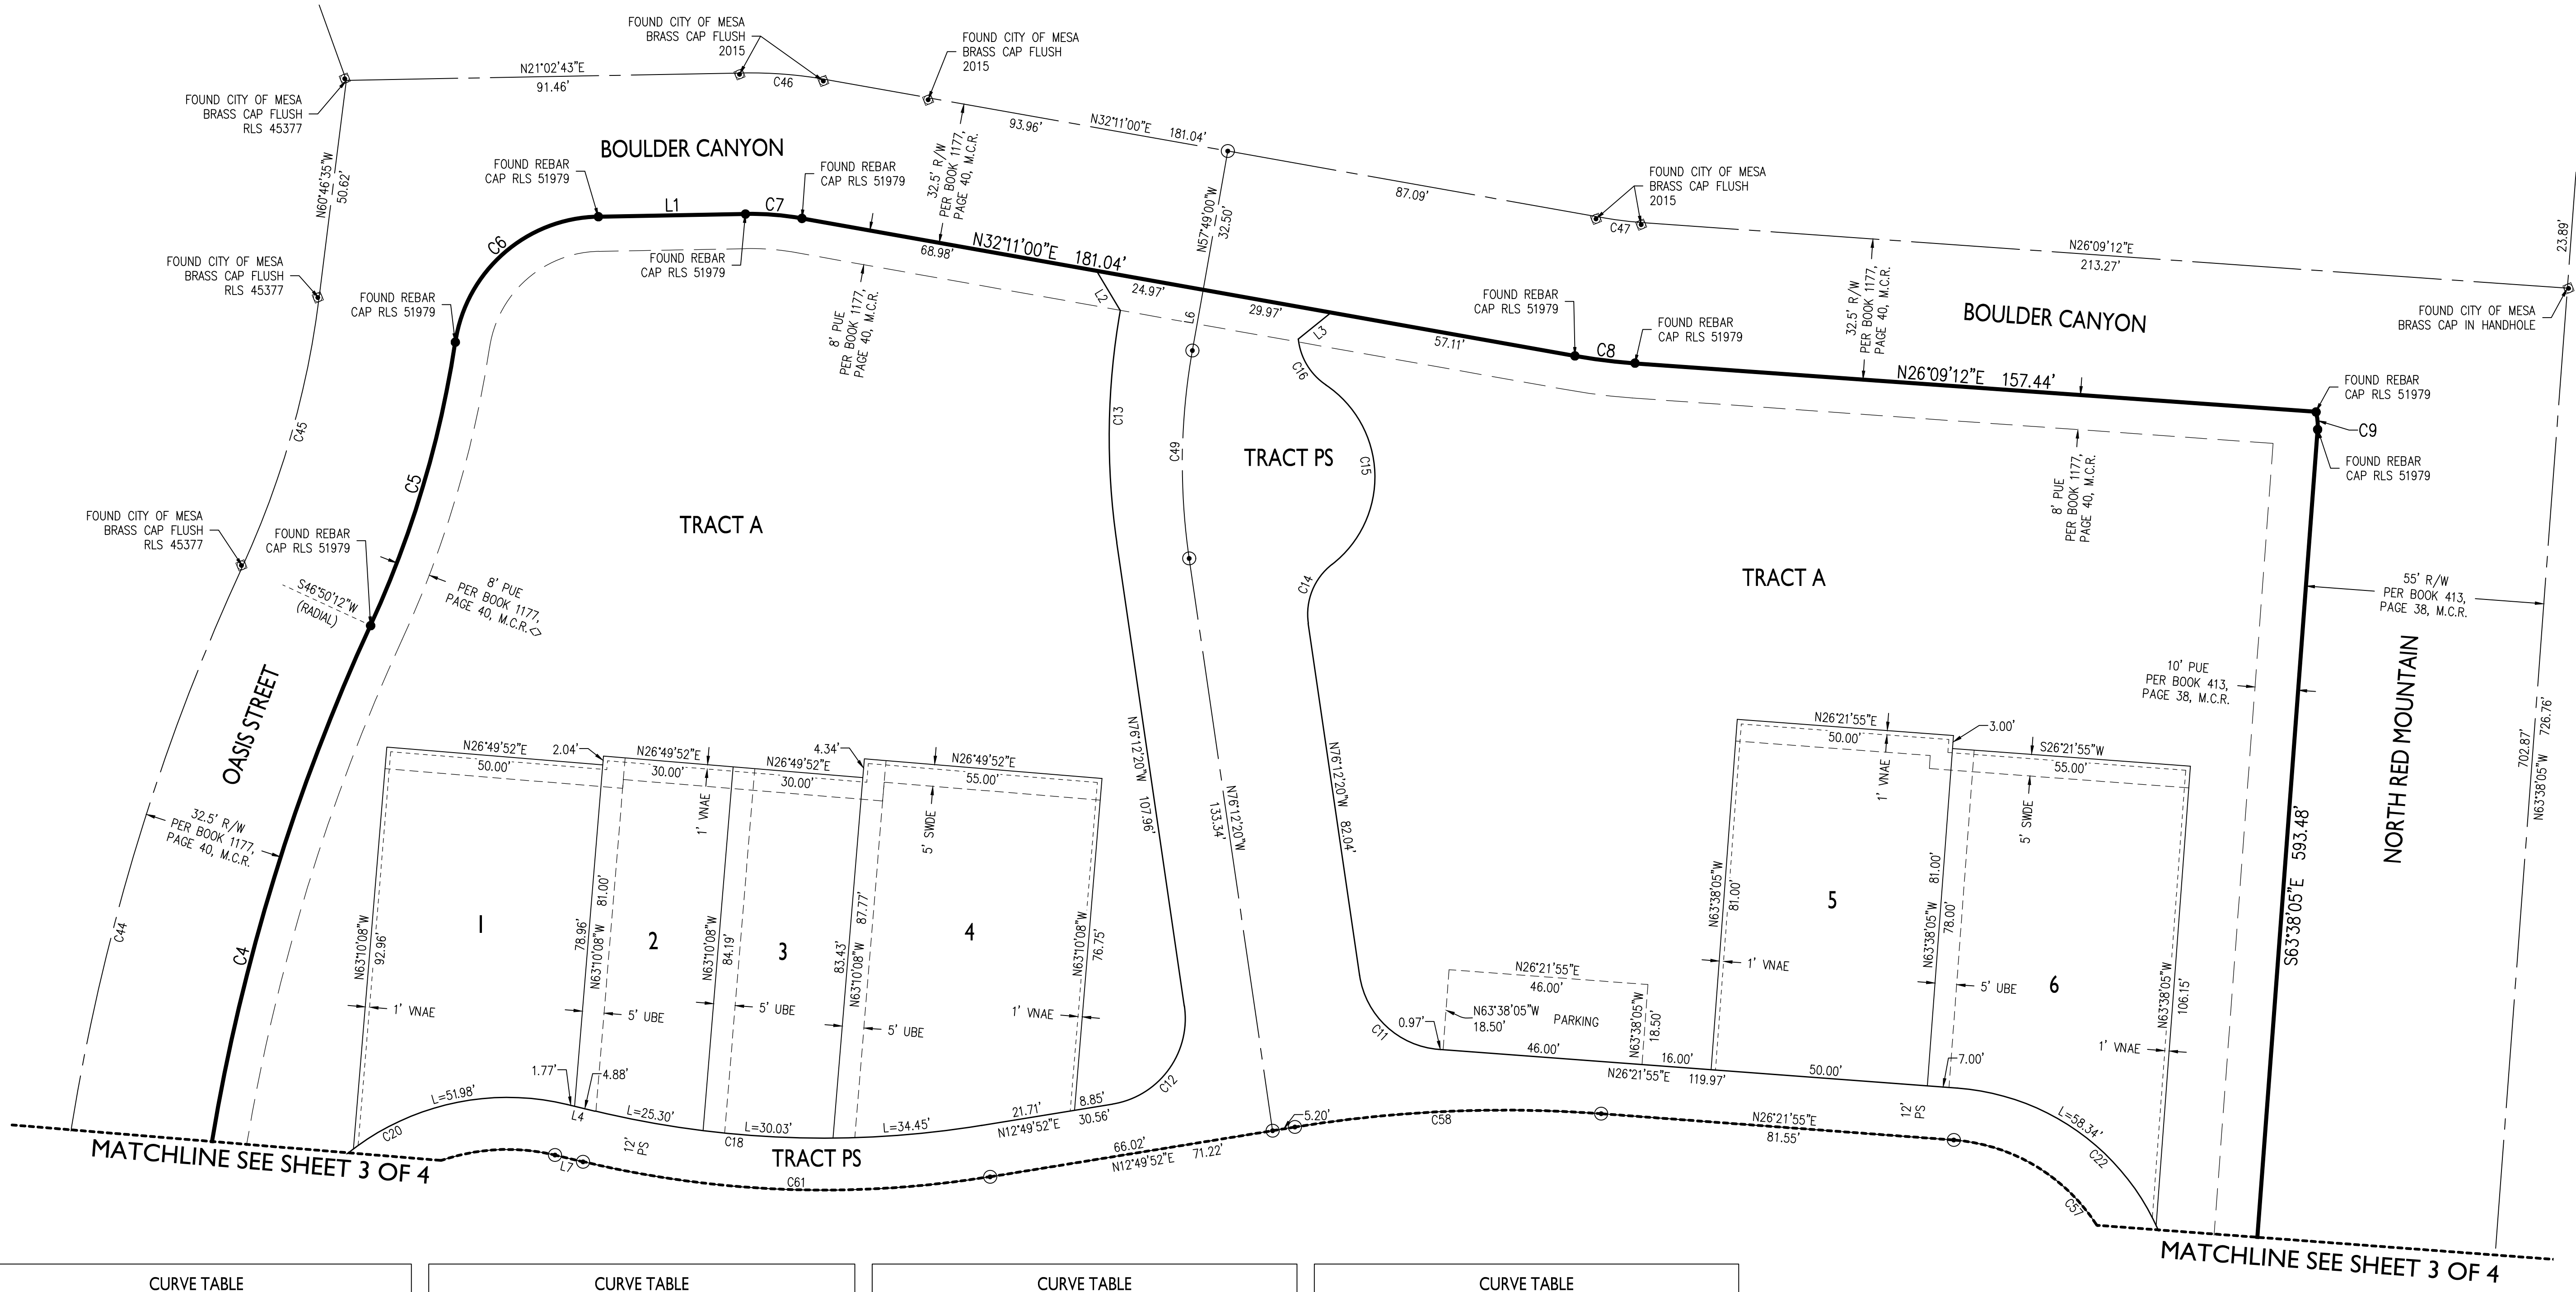 FOUND CITY OF MESA
BRASS CAP FLUSH
2015
FOUND CITY OF MESA
BRASS CAP FLUSH
2015
N21°02'43"E
91.46'
C46
FOUND CITY OF MESA
BRASS CAP FLUSH
RLS 45377
93.96'
N32°11'00"E 181.04'
BOULDER CANYON
FOUND REBAR
CAP RLS 51979
FOUND REBAR
CAP RLS 51979
32.5' R/W
PER BOOK 1177,
PAGE 40, M.C.R.
N60°46'35"W
50.62'
87.09'
FOUND CITY OF MESA
BRASS CAP FLUSH
2015
C47
N57°49'00"W
32.50'
L1
C7
C6
N32°11'00"E 181.04'
68.98'
FOUND REBAR
CAP RLS 51979
FOUND CITY OF MESA
BRASS CAP FLUSH
RLS 45377
FOUND REBAR
CAP RLS 51979
8' PUE
PER BOOK 1177,
PAGE 40, M.C.R.
L2
24.97'
L6
29.97'
L3
57.11'
FOUND REBAR
CAP RLS 51979
C8
FOUND REBAR
CAP RLS 51979
N26°09'12"E
213.27'
23.89'
BOULDER CANYON
FOUND CITY OF MESA
BRASS CAP IN HANDHOLE
32.5' R/W
PER BOOK 1177,
PAGE 40, M.C.R.
N26°09'12"E 157.44'
FOUND REBAR
CAP RLS 51979
C9
FOUND REBAR
CAP RLS 51979
C45
C5
C13
C49
C16
C15
C14
TRACT PS
TRACT A
TRACT A
8' PUE
PER BOOK 1177,
PAGE 40, M.C.R.
FOUND CITY OF MESA
BRASS CAP FLUSH
RLS 45377
FOUND REBAR
CAP RLS 51979
S46°50'12"W
(RADIAL)
8' PUE
PER BOOK 1177,
PAGE 40, M.C.R.
55' R/W
PER BOOK 413,
PAGE 38, M.C.R.
10' PUE
PER BOOK 413,
PAGE 38, M.C.R.
OASIS STREET
NORTH RED MOUNTAIN
702.87'
N63°38'05"W 726.76'
S63°38'05"E 593.48'
32.5' R/W
PER BOOK 1177,
PAGE 40, M.C.R.
C44
C4
N26°49'52"E
50.00'
2.04'
N26°49'52"E
30.00'
N26°49'52"E
30.00'
4.34'
N26°49'52"E
55.00'
1' VNAE
5' SWDE
N76°12'20"W 107.96'
N76°12'20"W
133.34'
N76°12'20"W 82.04'
N26°21'55"E
50.00'
3.00'
S26°21'55"W
55.00'
1' VNAE
5' SWDE
1
2
3
4
5
6
N63°10'08"W
92.96'
78.96'
N63°10'08"W 81.00'
N63°10'08"W
84.19'
83.43'
N63°10'08"W 87.77'
N63°10'08"W
76.75'
N63°38'05"W
81.00'
N63°38'05"W 81.00'
78.00'
N63°38'05"W
106.15'
1' VNAE
5' UBE
5' UBE
5' UBE
1' VNAE
1' VNAE
5' UBE
1' VNAE
N26°21'55"E
46.00'
N63°38'05"W
18.50'
PARKING
N63°38'05"W
18.50'
0.97'
C11
46.00'
16.00'
N26°21'55"E 119.97'
50.00'
7.00'
12'
PS
L=58.34'
C22
C57
1.77'
4.88'
L=51.98'
C20
L4
L=25.30'
C18
L=30.03'
L=34.45'
21.71'
8.85'
N12°49'52"E 30.56'
C12
12'
PS
TRACT PS
L7
C61
66.02'
N12°49'52"E 71.22'
5.20'
C58
N26°21'55"E
81.55'
MATCHLINE SEE SHEET 3 OF 4
MATCHLINE SEE SHEET 3 OF 4
CURVE TABLE
CURVE TABLE
CURVE TABLE
CURVE TABLE